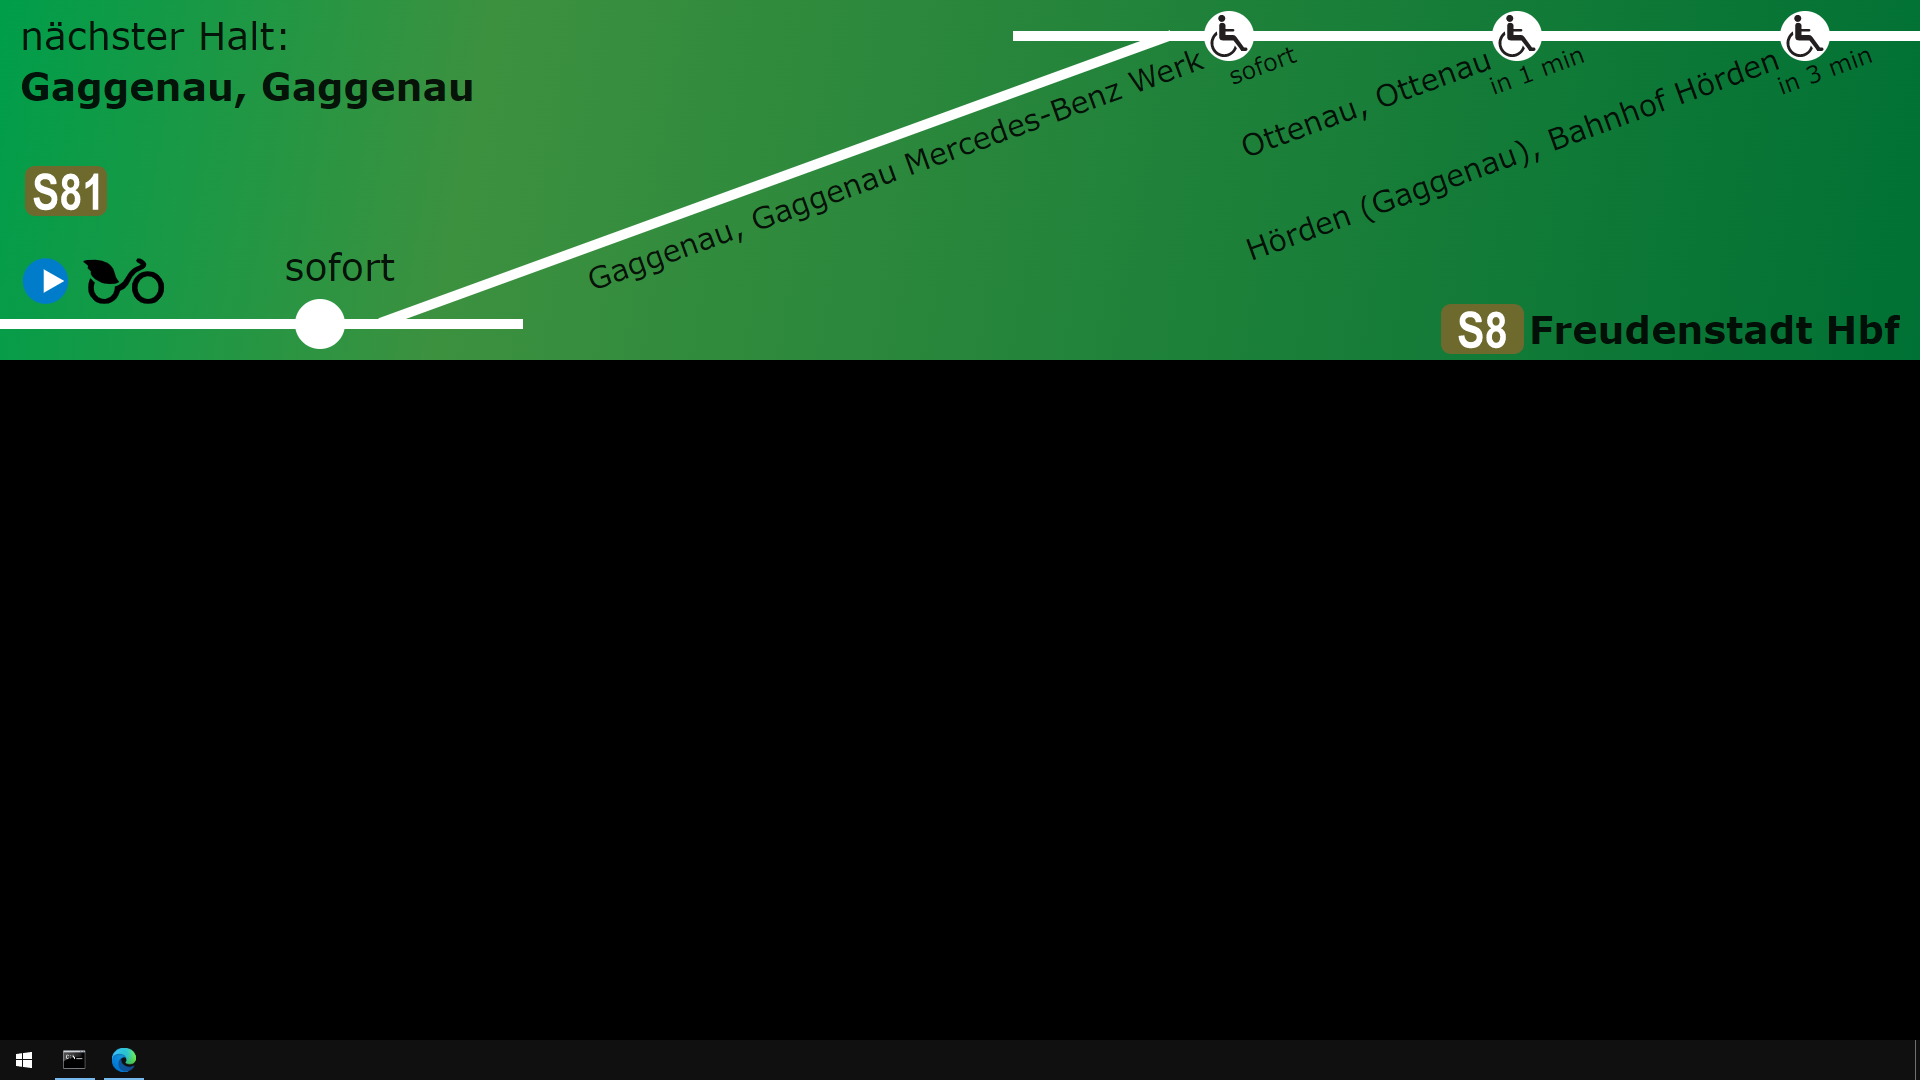 nächster Halt:
Gaggenau, Gaggenau
S81
sofort
Gaggenau, Gaggenau Mercedes-Benz Werk
sofort
Ottenau, Ottenau
in 1 min
Hörden (Gaggenau), Bahnhof Hörden
in 3 min
S8 Freudenstadt Hbf